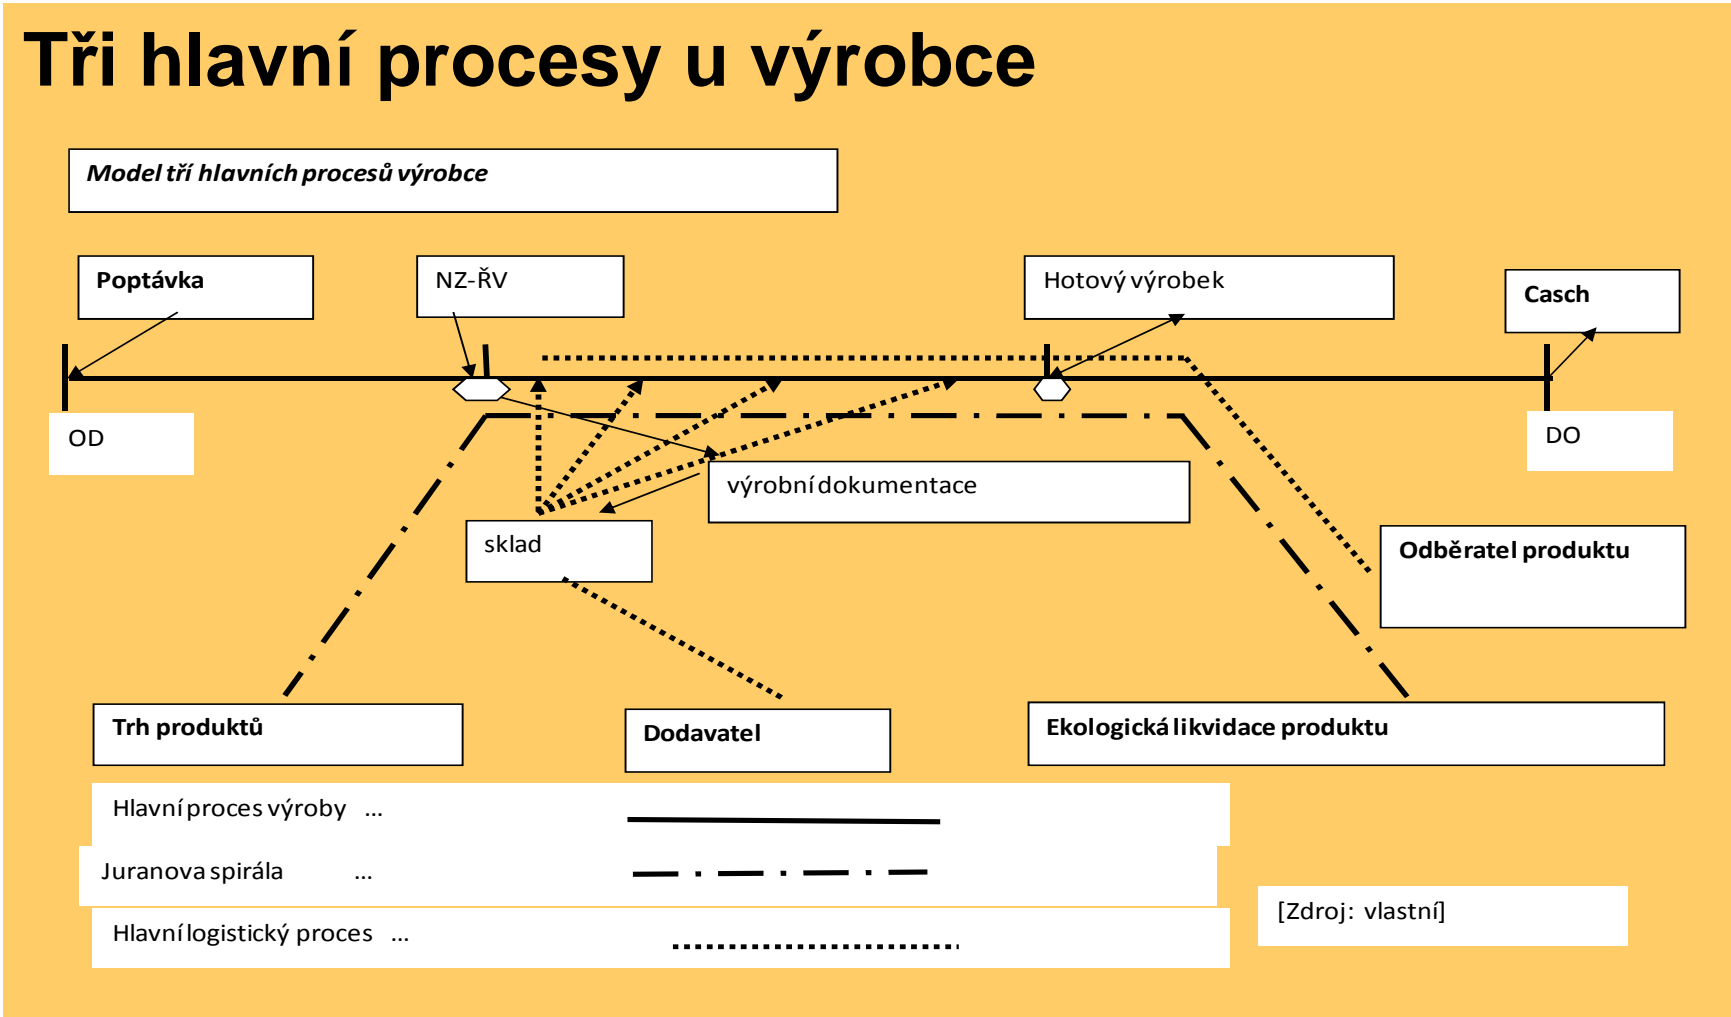 Tři hlavní procesy u výrobce
Model tří hlavních procesů výrobce
Poptávka
NZ-ŘV
Hotový výrobek
Casch
OD
DO
výrobní dokumentace
sklad
Odběratel produktu
Trh produktů
Dodavatel
Ekologická likvidace produktu
Hlavní proces výroby ...
Juranova spirála ...
Hlavní logistický proces ...
[Zdroj: vlastní]